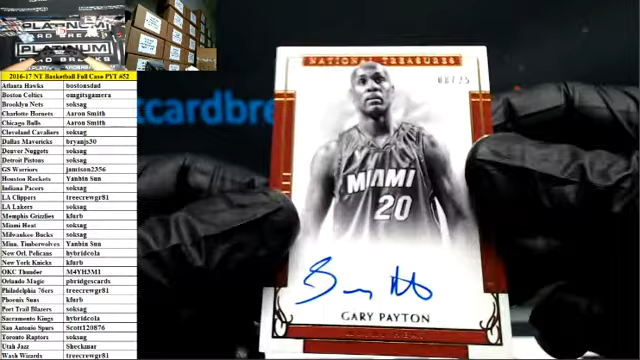 PLATINUM
CARD BREAKS
PLATINUM
2016-17 NT Basketball Full Case PYT #52
Atlanta Hawks bostonsdad
Boston Celtics omgitsgamera
Brooklyn Nets soksag
Charlotte Hornets Aaron Smith
Chicago Bulls Aaron Smith
Cleveland Cavaliers soksag
Dallas Mavericks bryanjs30
Denver Nuggets soksag
Detroit Pistons soksag
GS Warriors jamison2356
Houston Rockets Yanbin Sun
Indiana Pacers soksag
LA Clippers treecrewgr81
LA Lakers soksag
Memphis Grizzlies kfurb
Miami Heat soksag
Milwaukee Bucks soksag
Minn. Timberwolves Yanbin Sun
New Orl. Pelicans hybridcola
New York Knicks kfurb
OKC Thunder M4YH3M1
Orlando Magic pbridgescards
Philadelphia 76ers treecrewgr81
Phoenix Suns kfurb
Port Trail Blazers soksag
Sacramento Kings hybridcola
San Antonio Spurs Scott120876
Toronto Raptors soksag
Utah Jazz Sheckmar
Wash Wizards treecrewgr81
tcardbre
NATIONAL TREASURES
MIAMI
20
GARY PAYTON
MIAMI HEAT